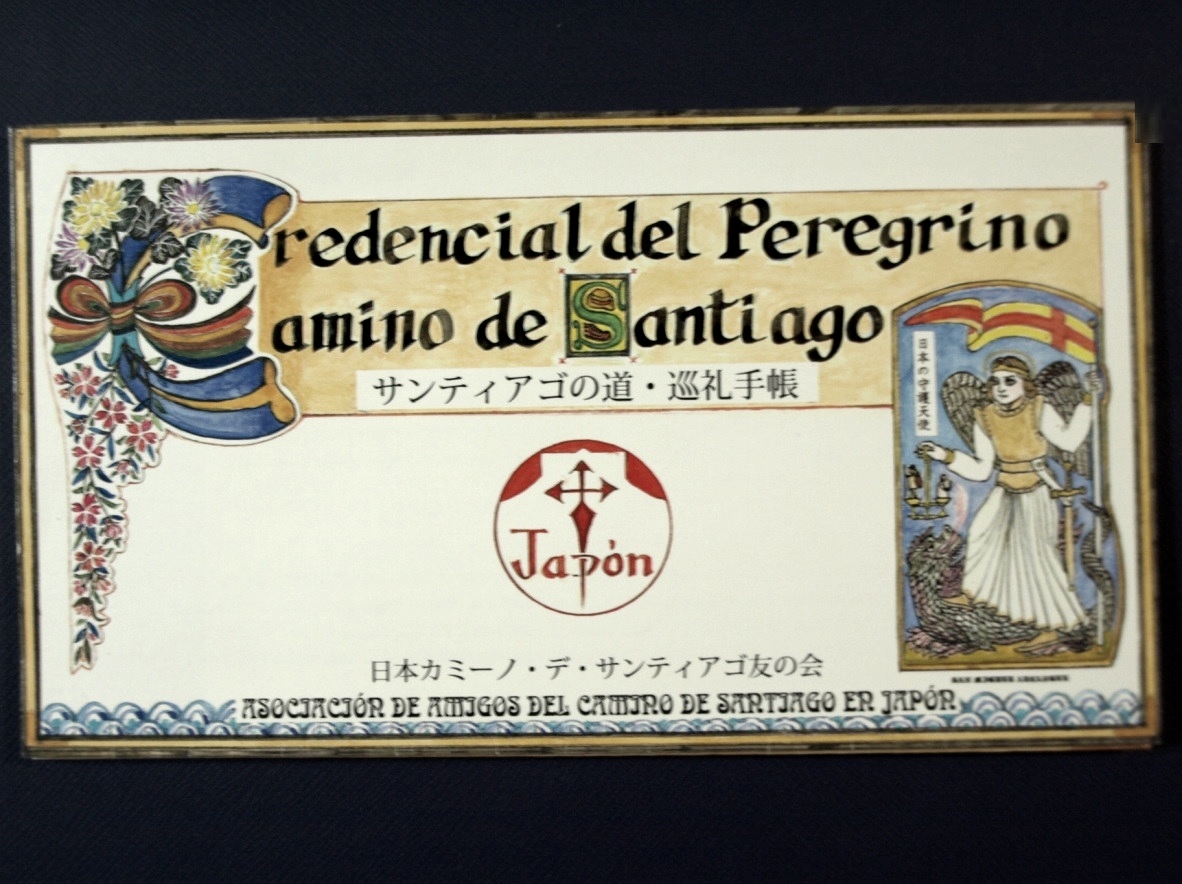 Credencial del Peregrino
Camino de Santiago
サンティアゴの道・巡礼手帳
日本の守護天使
Japón
日本カミーノ・デ・サンティアゴ友の会
ASOCIACIÓN DE AMIGOS DEL CAMINO DE SANTIAGO EN JAPÓN